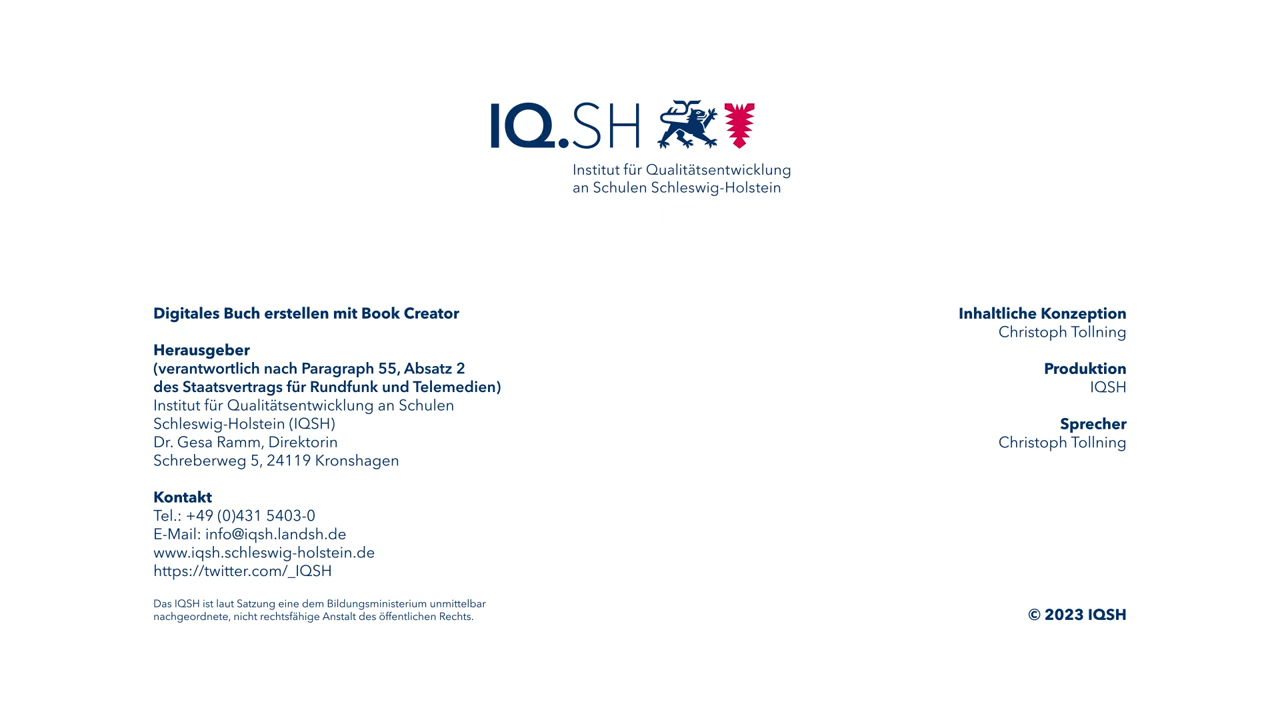 IQ.SH
Institut für Qualitätsentwicklung
an Schulen Schleswig-Holstein
Digitales Buch erstellen mit Book Creator
Herausgeber
(verantwortlich nach Paragraph 55, Absatz 2
des Staatsvertrags für Rundfunk und Telemedien)
Institut für Qualitätsentwicklung an Schulen
Schleswig-Holstein (IQSH)
Dr. Gesa Ramm, Direktorin
Schreberweg 5, 24119 Kronshagen
Kontakt
Tel.: +49 (0)431 5403-0
E-Mail: info@iqsh.landsh.de
www.iqsh.schleswig-holstein.de
https://twitter.com/_IQSH
Das IQSH ist laut Satzung eine dem Bildungsministerium unmittelbar
nachgeordnete, nicht rechtsfähige Anstalt des öffentlichen Rechts.
Inhaltliche Konzeption
Christoph Tollning
Produktion
IQSH
Sprecher
Christoph Tollning
© 2023 IQSH